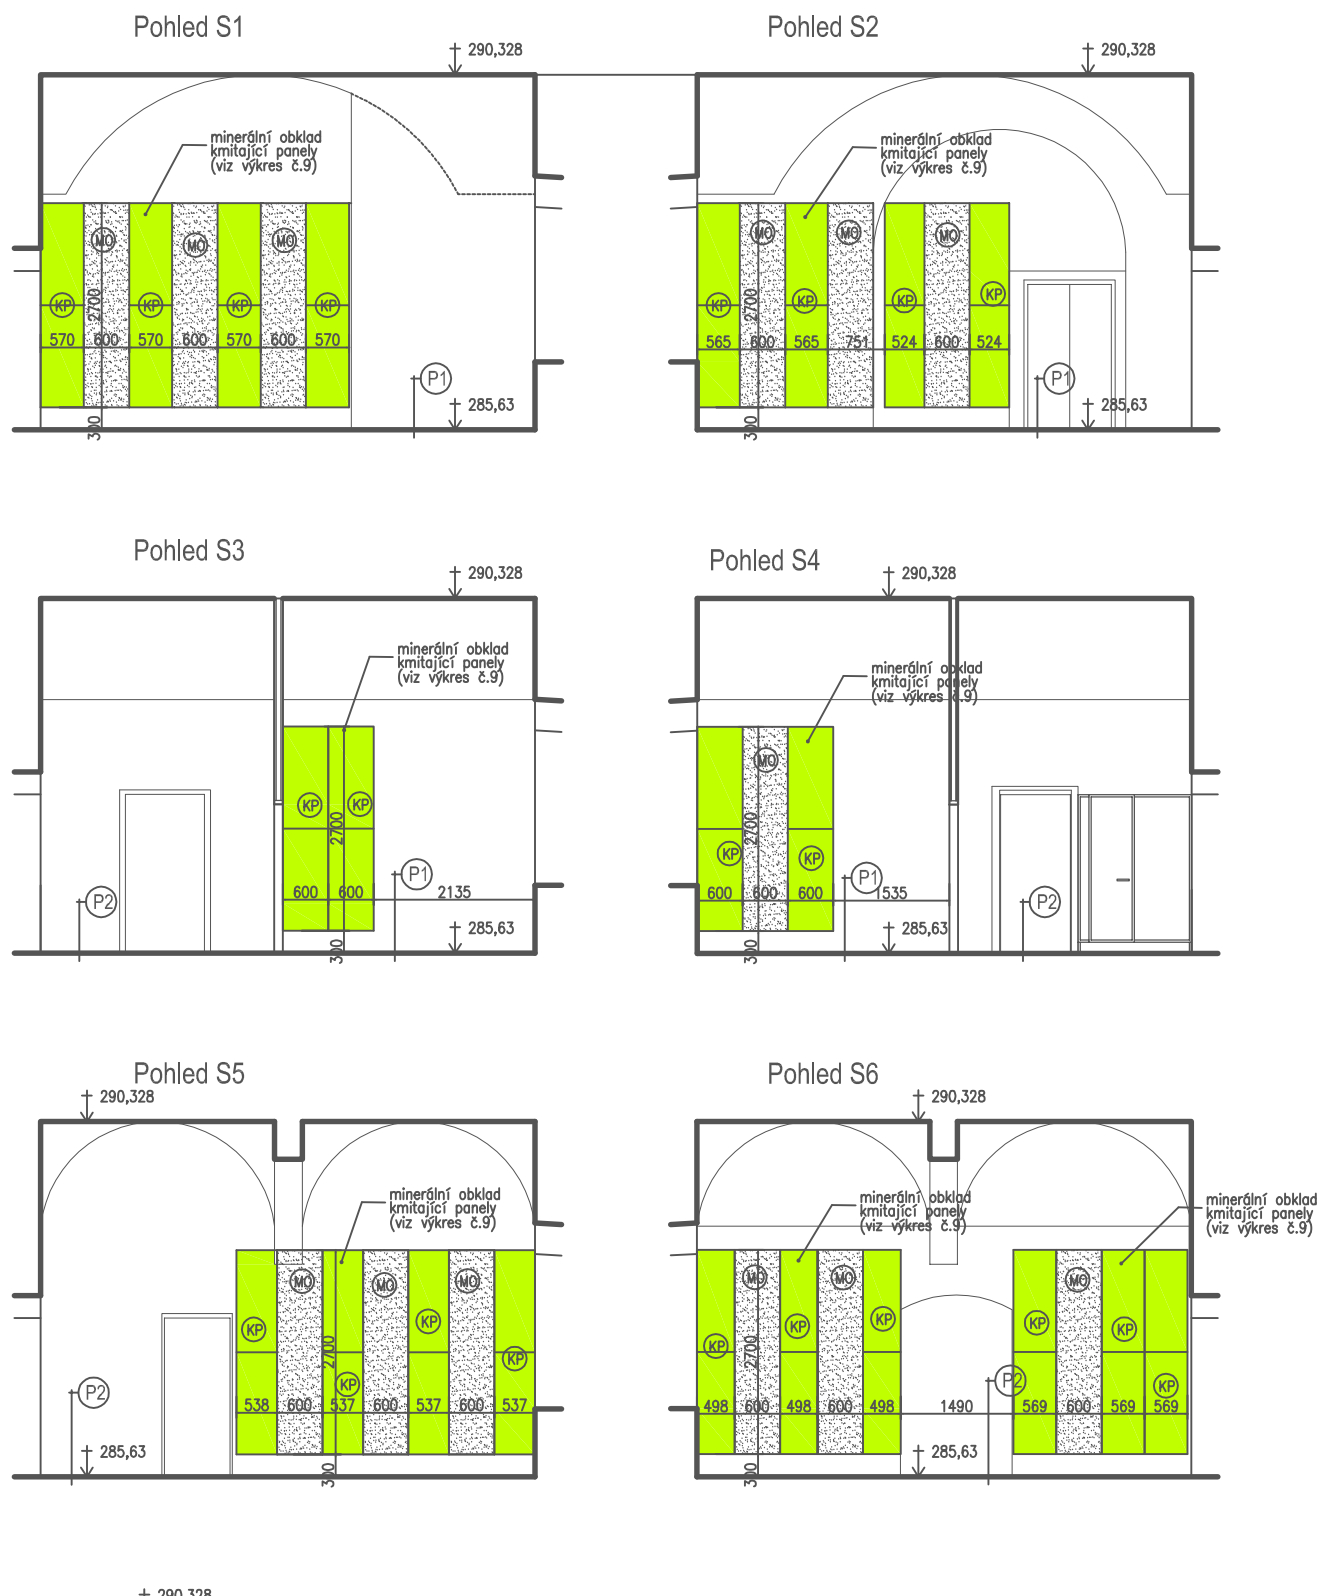 Pohled S1
290,328
minerální obklad
kmitající panely
(viz výkres č.9)
MO
MO
MO
KP
KP
KP
KP
2700
570
600
570
600
570
600
570
P1
285,63
300
Pohled S2
290,328
minerální obklad
kmitající panely
(viz výkres č.9)
MO
MO
MO
KP
KP
KP
KP
2700
565
600
565
751
524
600
524
P1
285,63
300
Pohled S3
290,328
minerální obklad
kmitající panely
(viz výkres č.9)
KP
KP
2700
600
600
2135
P1
P2
285,63
300
Pohled S4
290,328
minerální obklad
kmitající panely
(viz výkres č.9)
MO
2700
KP
KP
600
600
600
1535
P1
P2
285,63
300
Pohled S5
290,328
minerální obklad
kmitající panely
(viz výkres č.9)
MO
MO
MO
KP
KP
KP
KP
2700
538
600
537
600
537
600
537
P2
285,63
300
Pohled S6
290,328
minerální obklad
kmitající panely
(viz výkres č.9)
minerální obklad
kmitající panely
(viz výkres č.9)
MO
MO
MO
KP
KP
KP
KP
KP
KP
2700
498
600
498
600
498
1490
569
600
569
569
P2
285,63
300
290,328